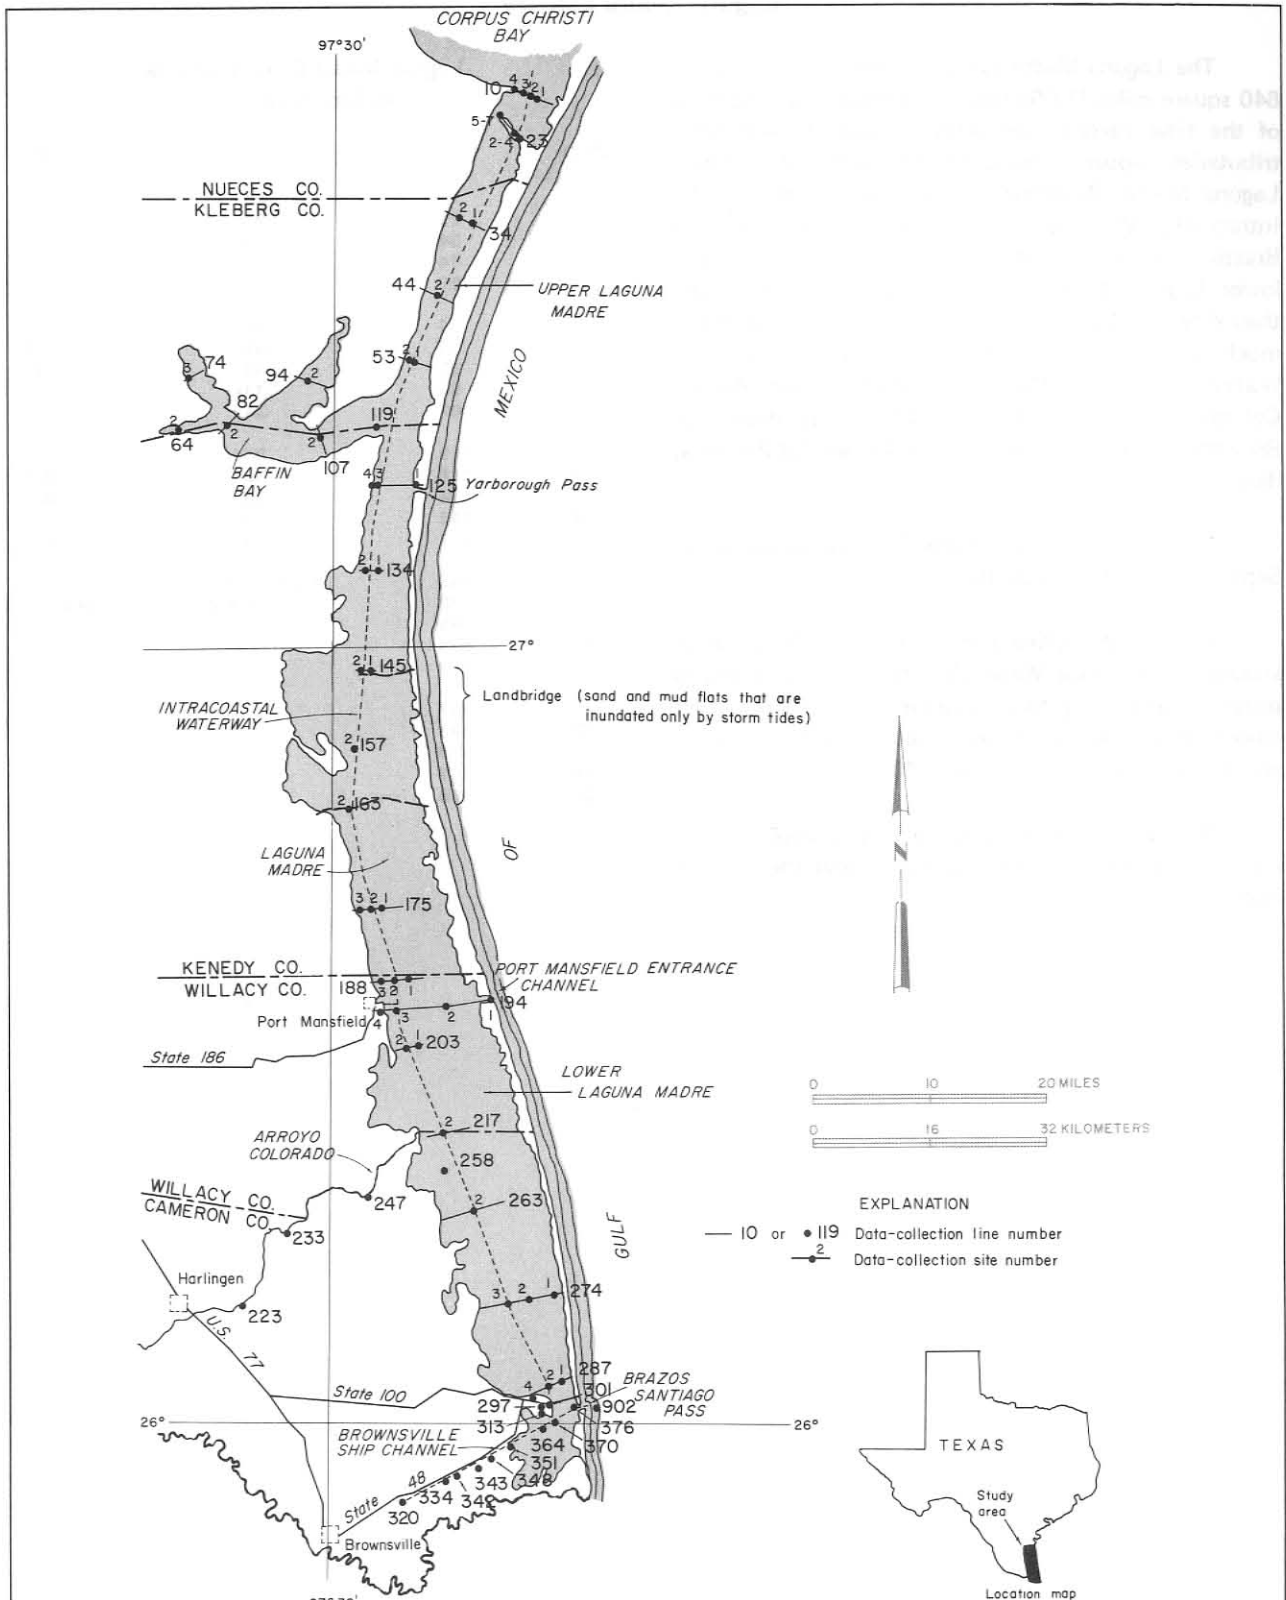 CORPUS CHRISTI
BAY
97°30'
4 3 2 1
10
5-7
2-4 23
NUECES CO.
KLEBERG CO.
2 1
34
44 2
UPPER LAGUNA
MADRE
53 2 1
3 74
94 2
MEXICO
82
2
119
2
64
2
107
BAFFIN
BAY
4 3 1
125 Yarborough Pass
2 1 134
27°
2 1 145
Landbridge (sand and mud flats that are
inundated only by storm tides)
INTRACOASTAL
WATERWAY
2 157
2 163
OF
N
LAGUNA
MADRE
3 2 1 175
KENEDY CO.
WILLACY CO.
188 3 2 1
PORT MANSFIELD ENTRANCE
CHANNEL
194
Port Mansfield 4 3 2 1
2 1 203
State 186
LOWER
LAGUNA MADRE
0 10 20 MILES
0 16 32 KILOMETERS
2 217
ARROYO
COLORADO
258
WILLACY CO.
CAMERON CO.
247
2 263
GULF
EXPLANATION
10 or 119 Data-collection line number
2 Data-collection site number
233
Harlingen
223
3 2 1 274
U.S. 77
2 1 287
State 100
4
301
BRAZOS
SANTIAGO
PASS
297
902
26°
313
376
26°
BROWNSVILLE
SHIP CHANNEL
364
370
351
348
343
State 48
334
342
320
Brownsville
TEXAS
Study
area
Location map